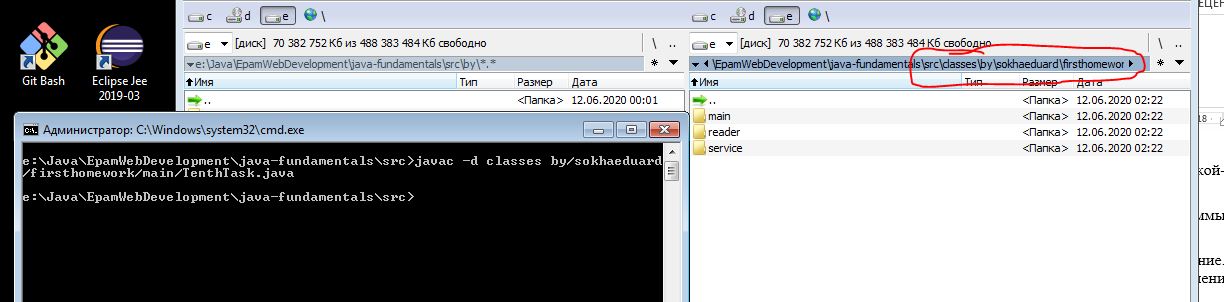 c d e \
c d e \
e [диск] 70 382 752 Кб из 488 383 484 Кб свободно \ ..
e [диск] 70 382 752 Кб из 488 383 484 Кб свободно \ ..
e:\Java\EpamWebDevelopment\java-fundamentals\src\by\*.*
\EpamWebDevelopment\java-fundamentals\src\classes\by\sokhaeduard\firsthomewor
Имя Тип Размер Дата
Имя Тип Размер Дата
.. <Папка> 12.06.2020 00:01
.. <Папка> 12.06.2020 02:22
main <Папка> 12.06.2020 02:22
reader <Папка> 12.06.2020 02:22
service <Папка> 12.06.2020 02:22
Git Bash
Eclipse Jee
2019-03
Администратор: C:\Windows\system32\cmd.exe
e:\Java\EpamWebDevelopment\java-fundamentals\src>javac -d classes by/sokhaeduard
/firsthomework/main/TenthTask.java
e:\Java\EpamWebDevelopment\java-fundamentals\src>
18